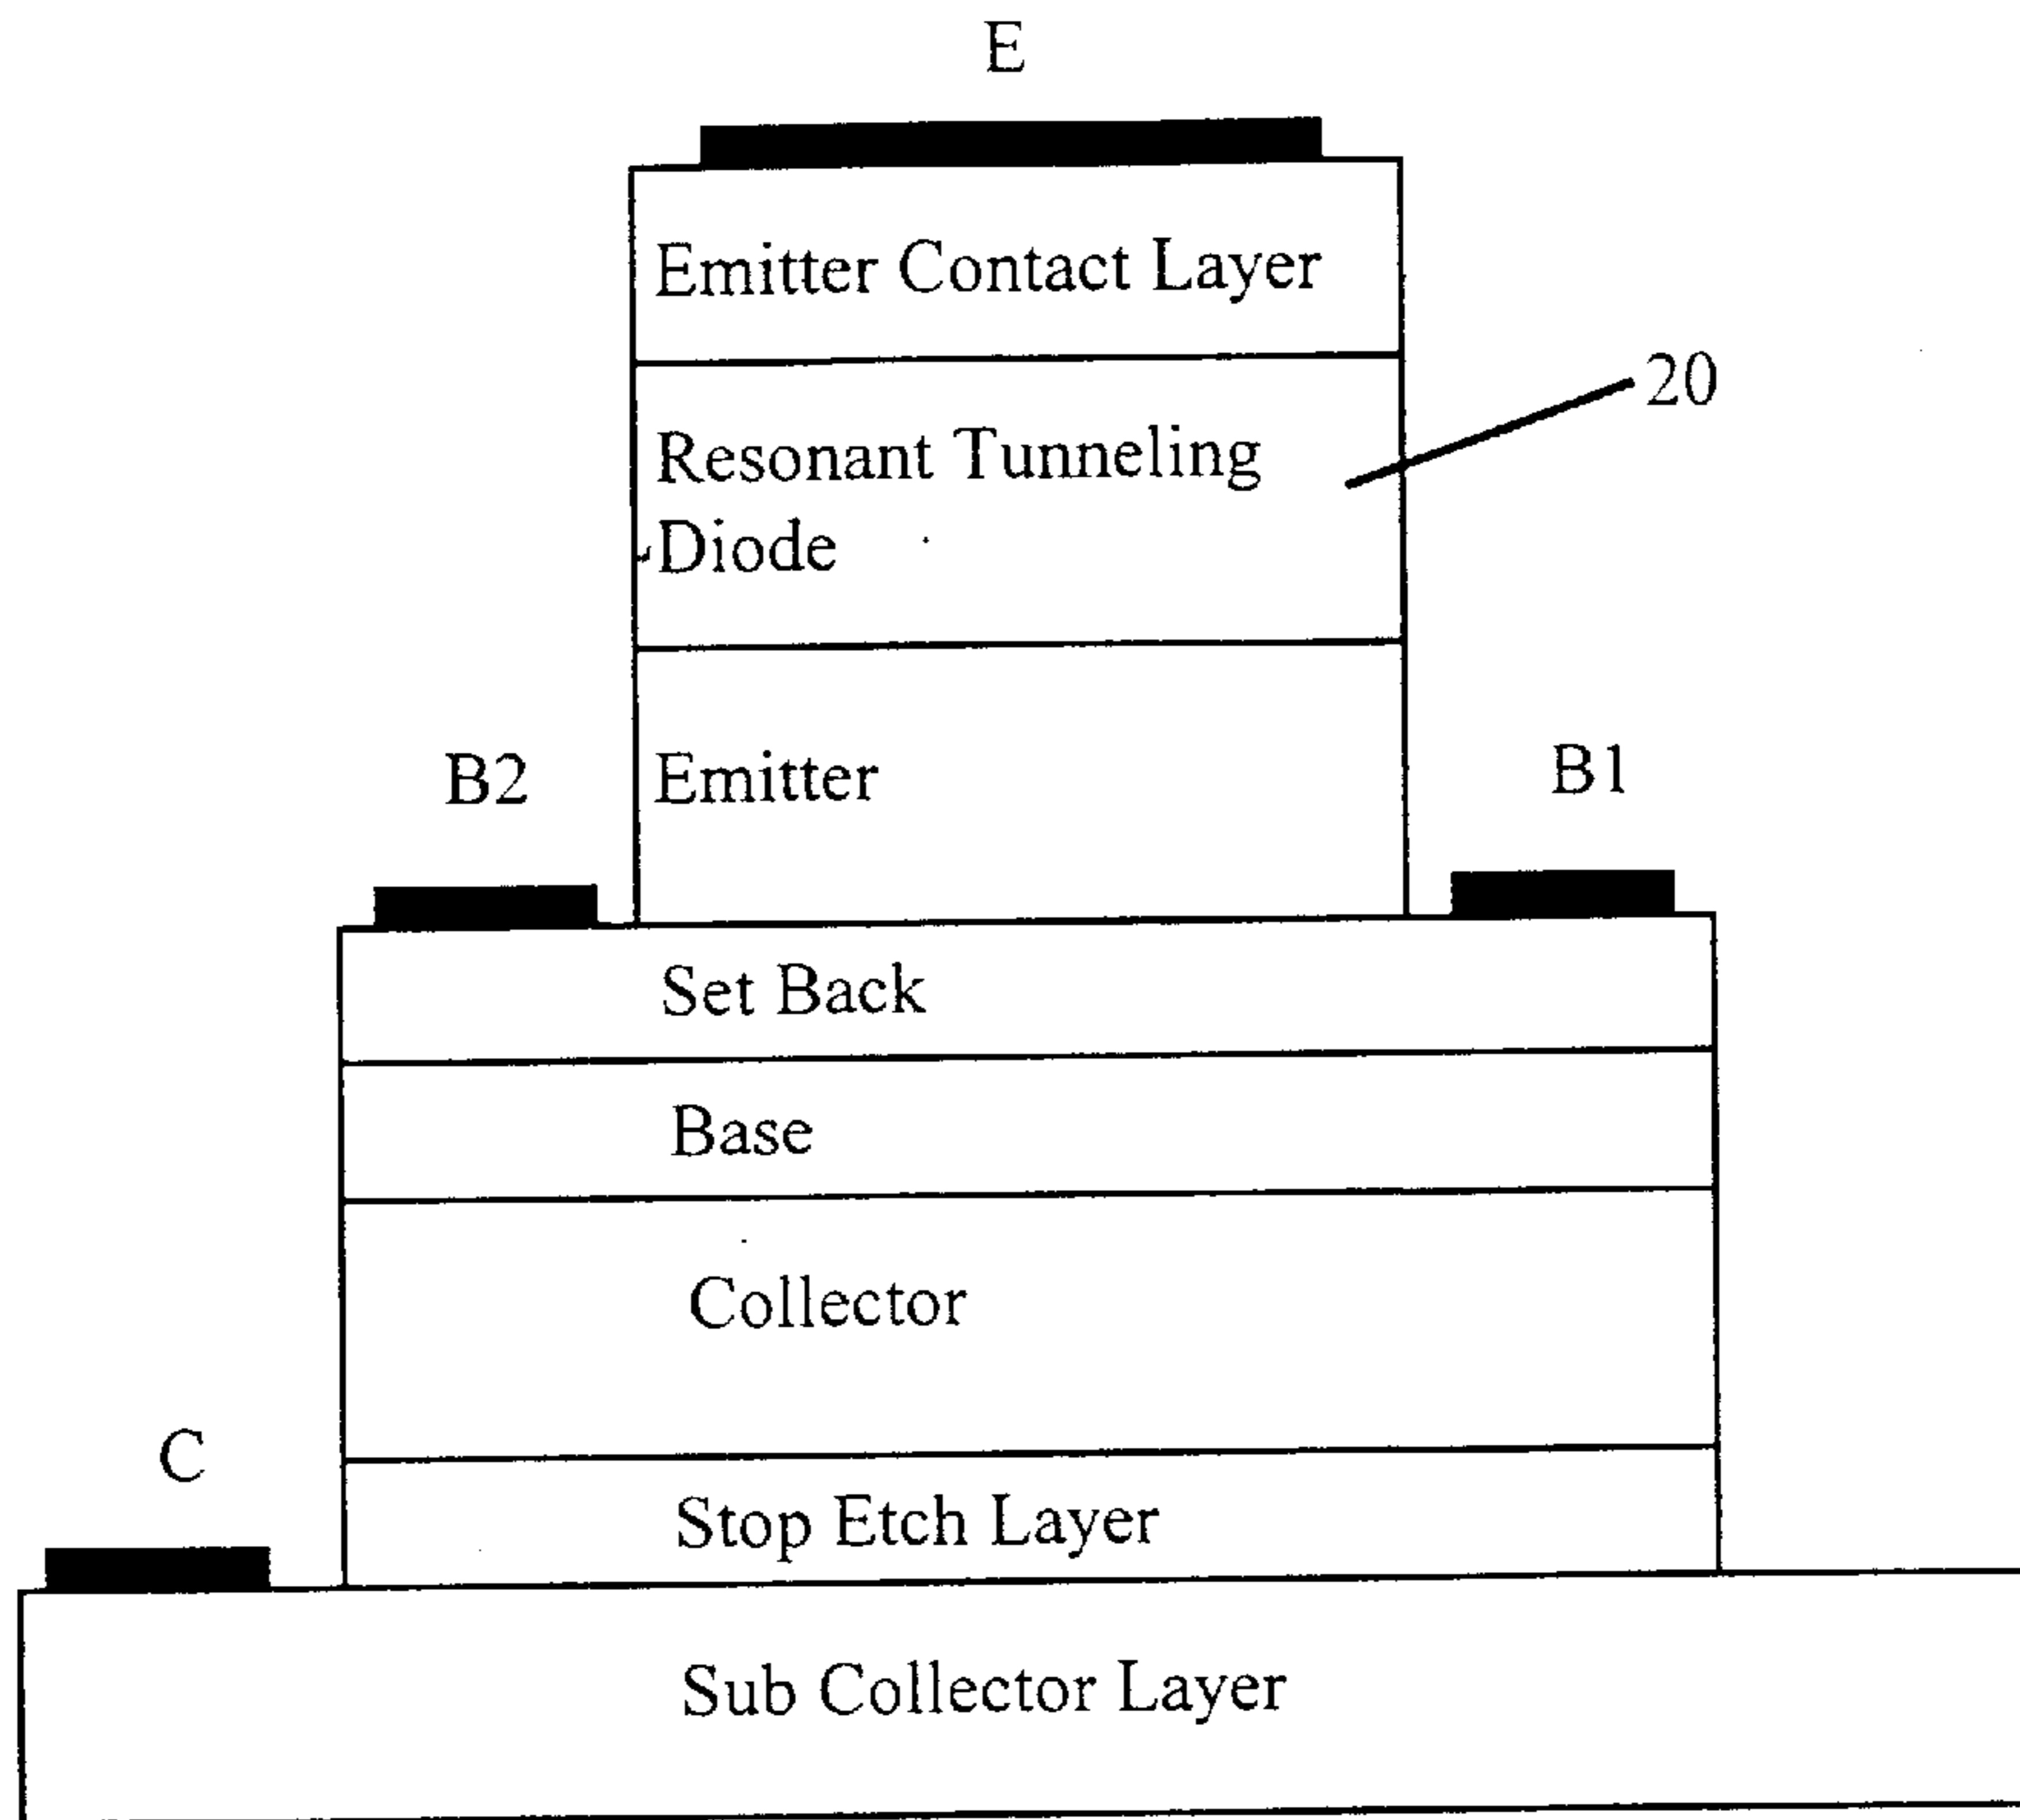 E
Emitter Contact Layer
20
Resonant Tunneling
Diode
B2
Emitter
B1
Set Back
Base
Collector
C
Stop Etch Layer
Sub Collector Layer